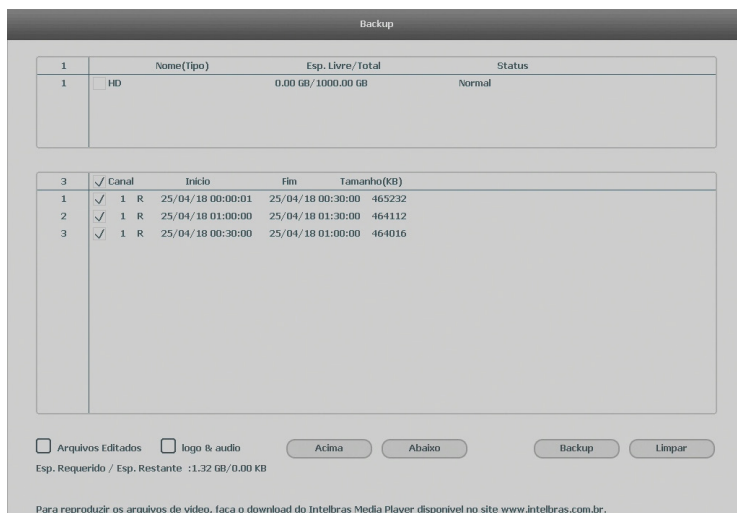 Backup
1 Nome(Tipo) Esp. Livre/Total Status
1 HD 0.00 GB/1000.00 GB Normal
3 Canal Inicio Fim Tamanho(KB)
1 1 R 25/04/18 00:00:01 25/04/18 00:30:00 465232
2 1 R 25/04/18 01:00:00 25/04/18 01:30:00 464112
3 1 R 25/04/18 00:30:00 25/04/18 01:00:00 464016
Arquivos Editados logo & audio Acima Abaixo Backup Limpar
Esp. Requerido / Esp. Restante :1.32 GB/0.00 KB
Para reproduzir os arquivos de vídeo, faça o download do Intelbras Media Player disponível no site www.intelbras.com.br.